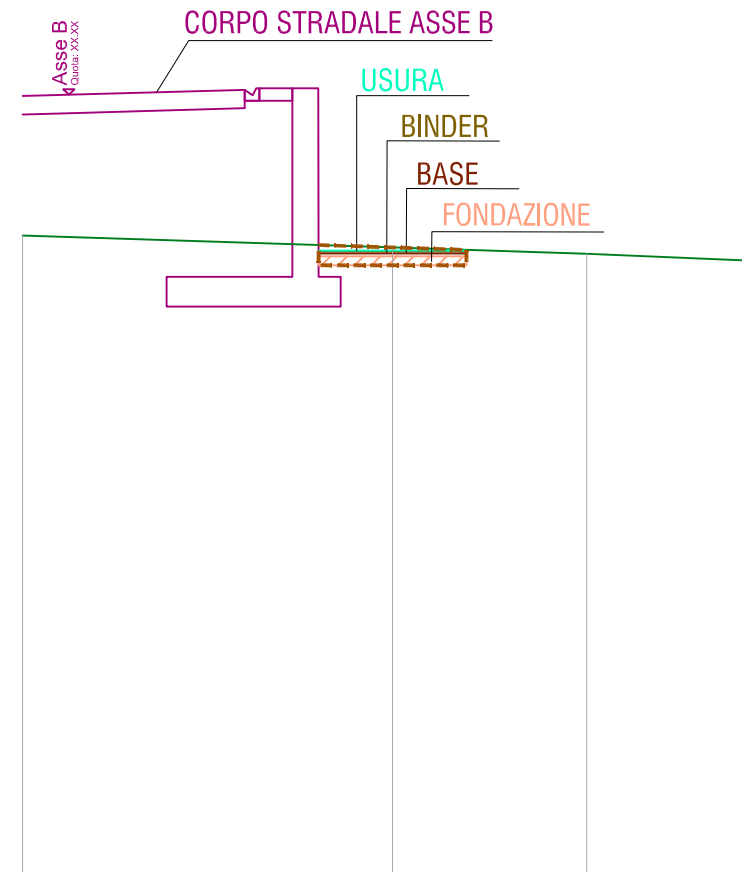 CORPO STRADALE ASSE B
Asse B
Quota: XX.XX
USURA
BINDER
BASE
FONDAZIONE